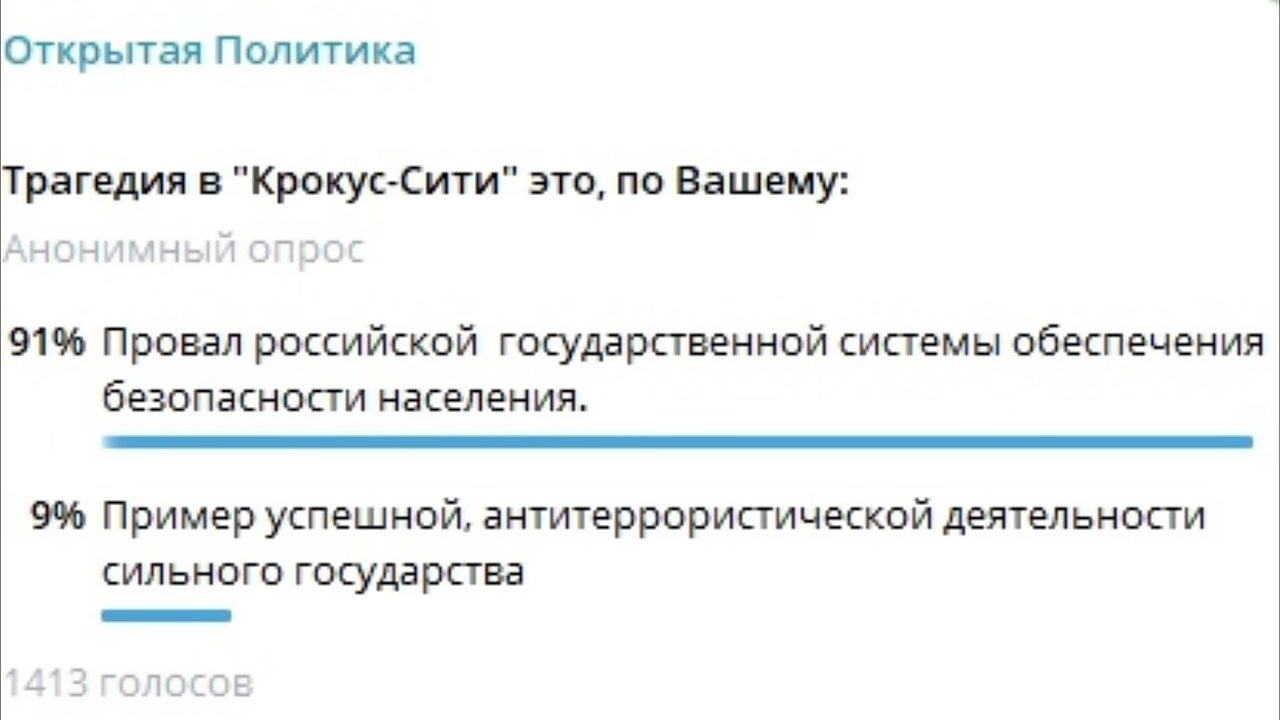 Открытая Политика
Трагедия в "Крокус-Сити" это, по Вашему:
Анонимный опрос
91% Провал российской  государственной системы обеспечения
безопасности населения.
9% Пример успешной, антитеррористической деятельности
сильного государства
1413 голосов